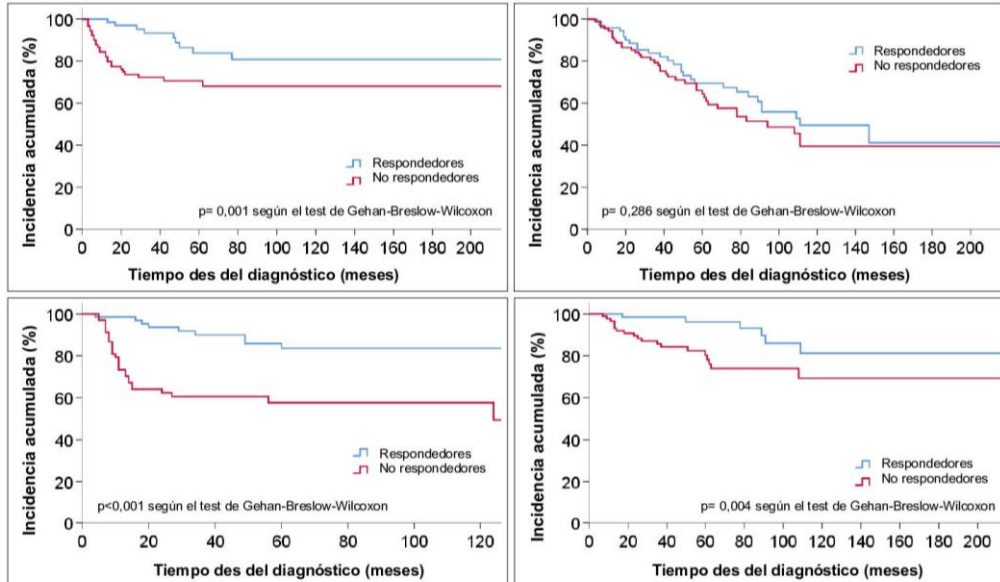 Incidencia acumulada (%)
100
80
60
40
20
0
Respondedores
No respondedores
p= 0,001 según el test de Gehan-Breslow-Wilcoxon
0 20 40 60 80 100 120 140 160 180 200
Tiempo des del diagnóstico (meses)
Incidencia acumulada (%)
100
80
60
40
20
0
Respondedores
No respondedores
p= 0,286 según el test de Gehan-Breslow-Wilcoxon
0 20 40 60 80 100 120 140 160 180 200
Tiempo des del diagnóstico (meses)
Incidencia acumulada (%)
100
80
60
40
20
0
Respondedores
No respondedores
p<0,001 según el test de Gehan-Breslow-Wilcoxon
0 20 40 60 80 100 120
Tiempo des del diagnóstico (meses)
Incidencia acumulada (%)
100
80
60
40
20
0
Respondedores
No respondedores
p= 0,004 según el test de Gehan-Breslow-Wilcoxon
0 20 40 60 80 100 120 140 160 180 200
Tiempo des del diagnóstico (meses)